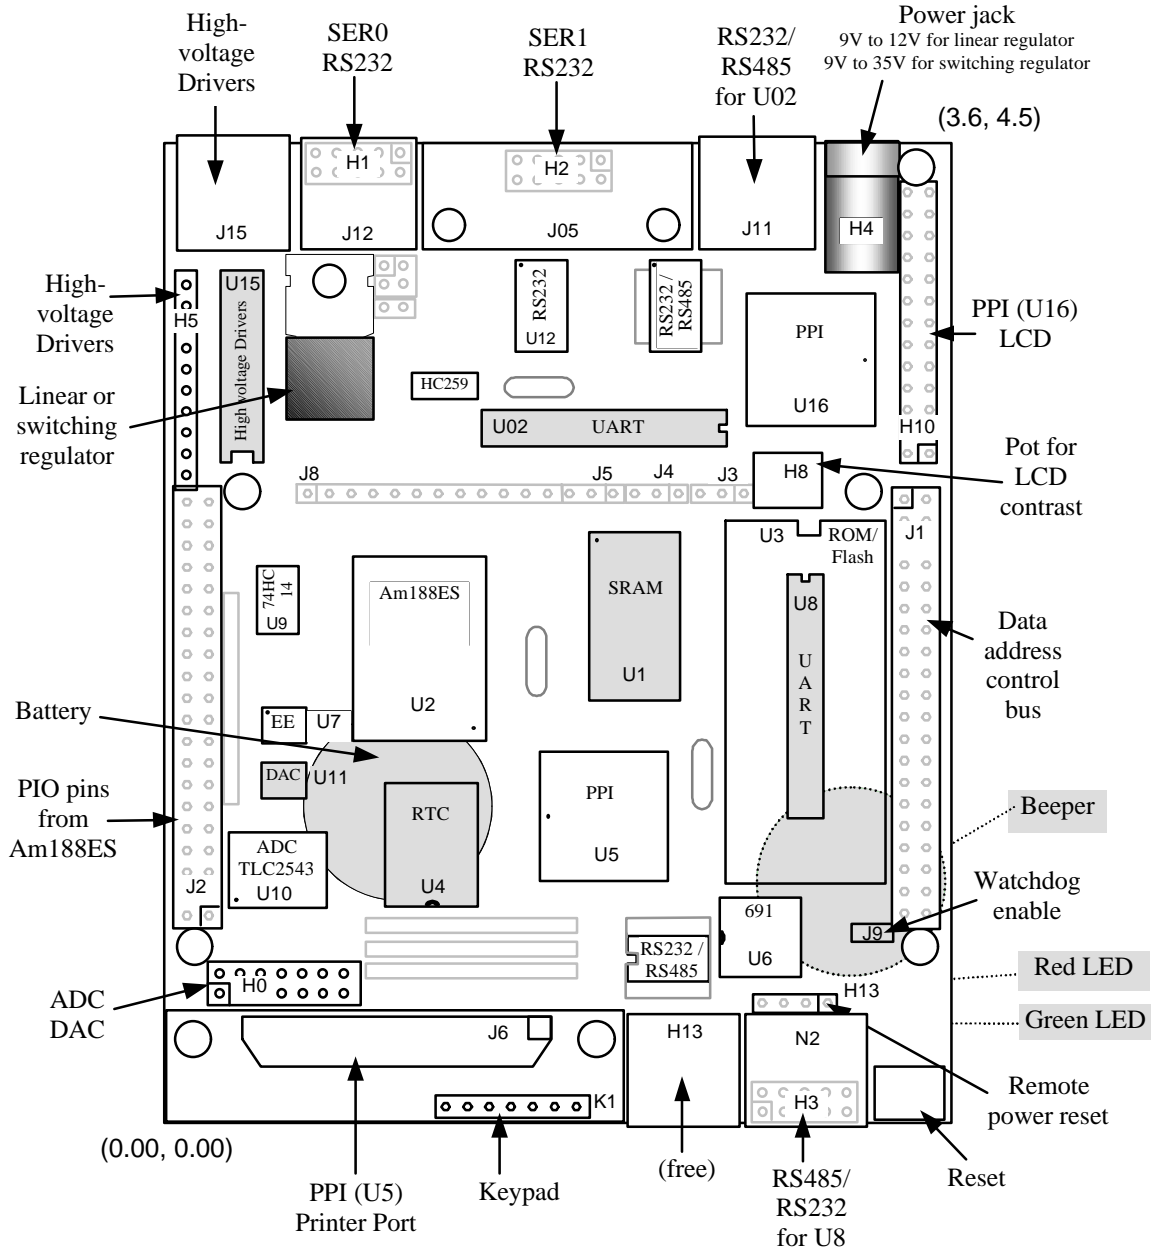 High-
voltage
Drivers
SER0
RS232
SER1
RS232
RS232/
RS485
for U02
Power jack
9V to 12V for linear regulator
9V to 35V for switching regulator
(3.6, 4.5)
H1
H2
J15
J12
J05
J11
H4
High-
voltage
Drivers
H5
U15
High voltage Drivers
RS232
U12
RS232 /
RS485
PPI
U16
PPI (U16)
LCD
Linear or
switching
regulator
HC259
U02
UART
H10
J8
J5
J4
J3
H8
Pot for
LCD
contrast
U3
ROM/
Flash
J1
74HC
14
U9
Am188ES
U2
SRAM
U1
U8
UART
Data
address
control
bus
Battery
EE
U7
DAC
U11
PIO pins
from
Am188ES
RTC
U4
PPI
U5
Beeper
ADC
TLC2543
U10
J2
691
U6
J9
Watchdog
enable
RS232 /
RS485
H0
ADC
DAC
H13
Red LED
Green LED
J6
H13
N2
K1
H3
Remote
power reset
(0.00, 0.00)
PPI (U5)
Printer Port
Keypad
(free)
RS485/
RS232
for U8
Reset